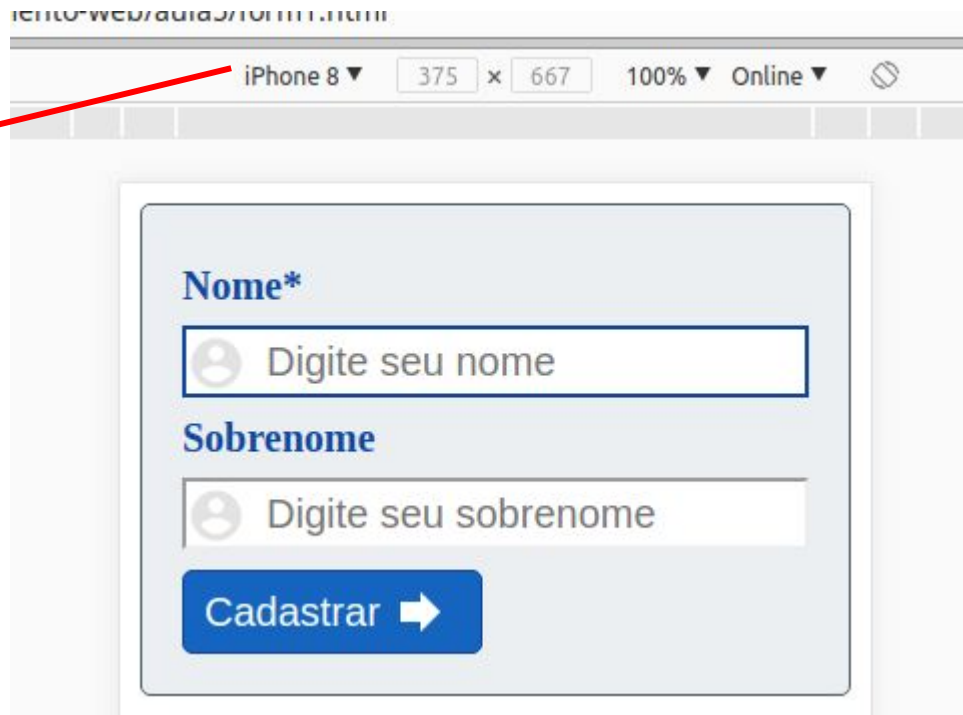 iPhone 8 ▼ 375 × 667 100% ▼ Online ▼
Nome*
Digite seu nome
Sobrenome
Digite seu sobrenome
Cadastrar